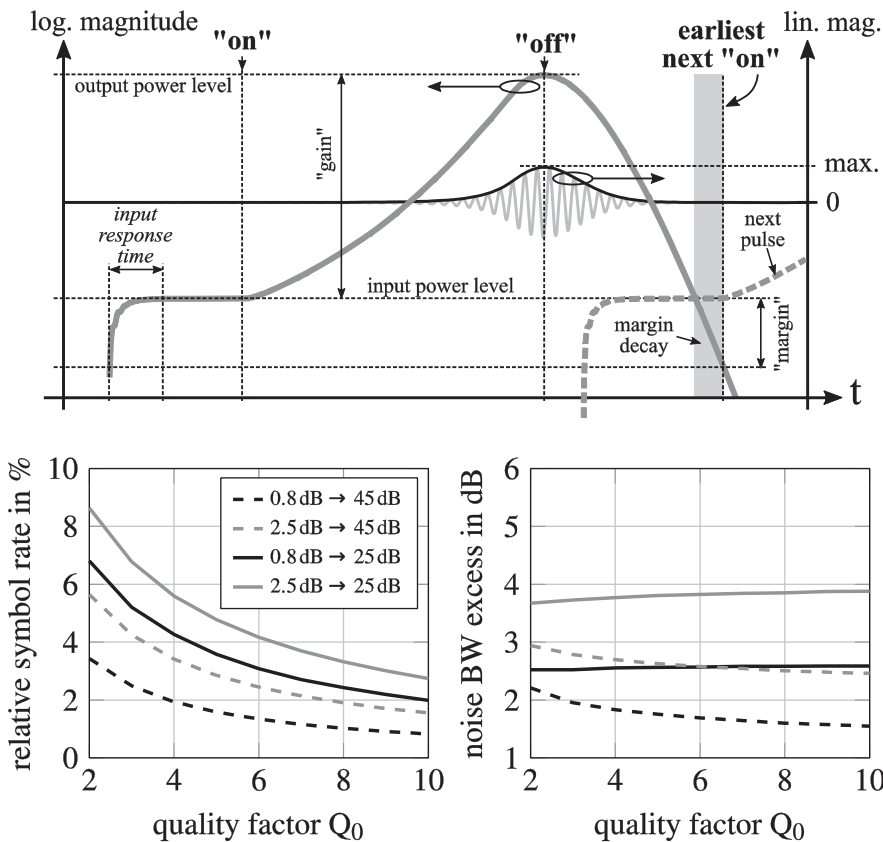 log. magnitude
"on"
"off"
earliest
next "on"
lin. mag.
output power level
"gain"
max.
0
input
response
time
next
pulse
input power level
margin
decay
"margin"
t
relative symbol rate in %
10
8
6
4
2
0
0.8 dB → 45 dB
2.5 dB → 45 dB
0.8 dB → 25 dB
2.5 dB → 25 dB
2 4 6 8 10
quality factor Q0
noise BW excess in dB
6
5
4
3
2
1
2 4 6 8 10
quality factor Q0